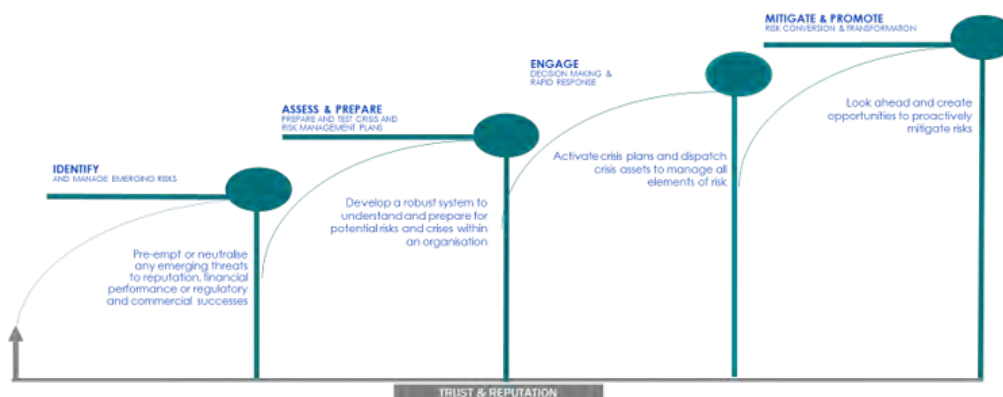 MITIGATE & PROMOTE
RISK CONVERSION & TRANSFORMATION
Look ahead and create
opportunities to proactively
mitigate risks
ENGAGE
DECISION MAKING &
RAPID RESPONSE
Activate crisis plans and dispatch
crisis assets to manage all
elements of risk
ASSESS & PREPARE
PREPARE AND TEST CRISIS AND
RISK MANAGEMENT PLANS
Develop a robust system to
understand and prepare for
potential risks and crises within
an organisation
IDENTIFY
AND MANAGE EMERGING RISKS
Pre-empt or neutralise
any emerging threats
to reputation, financial
performance or regulatory
and commercial successes
TRUST & REPUTATION